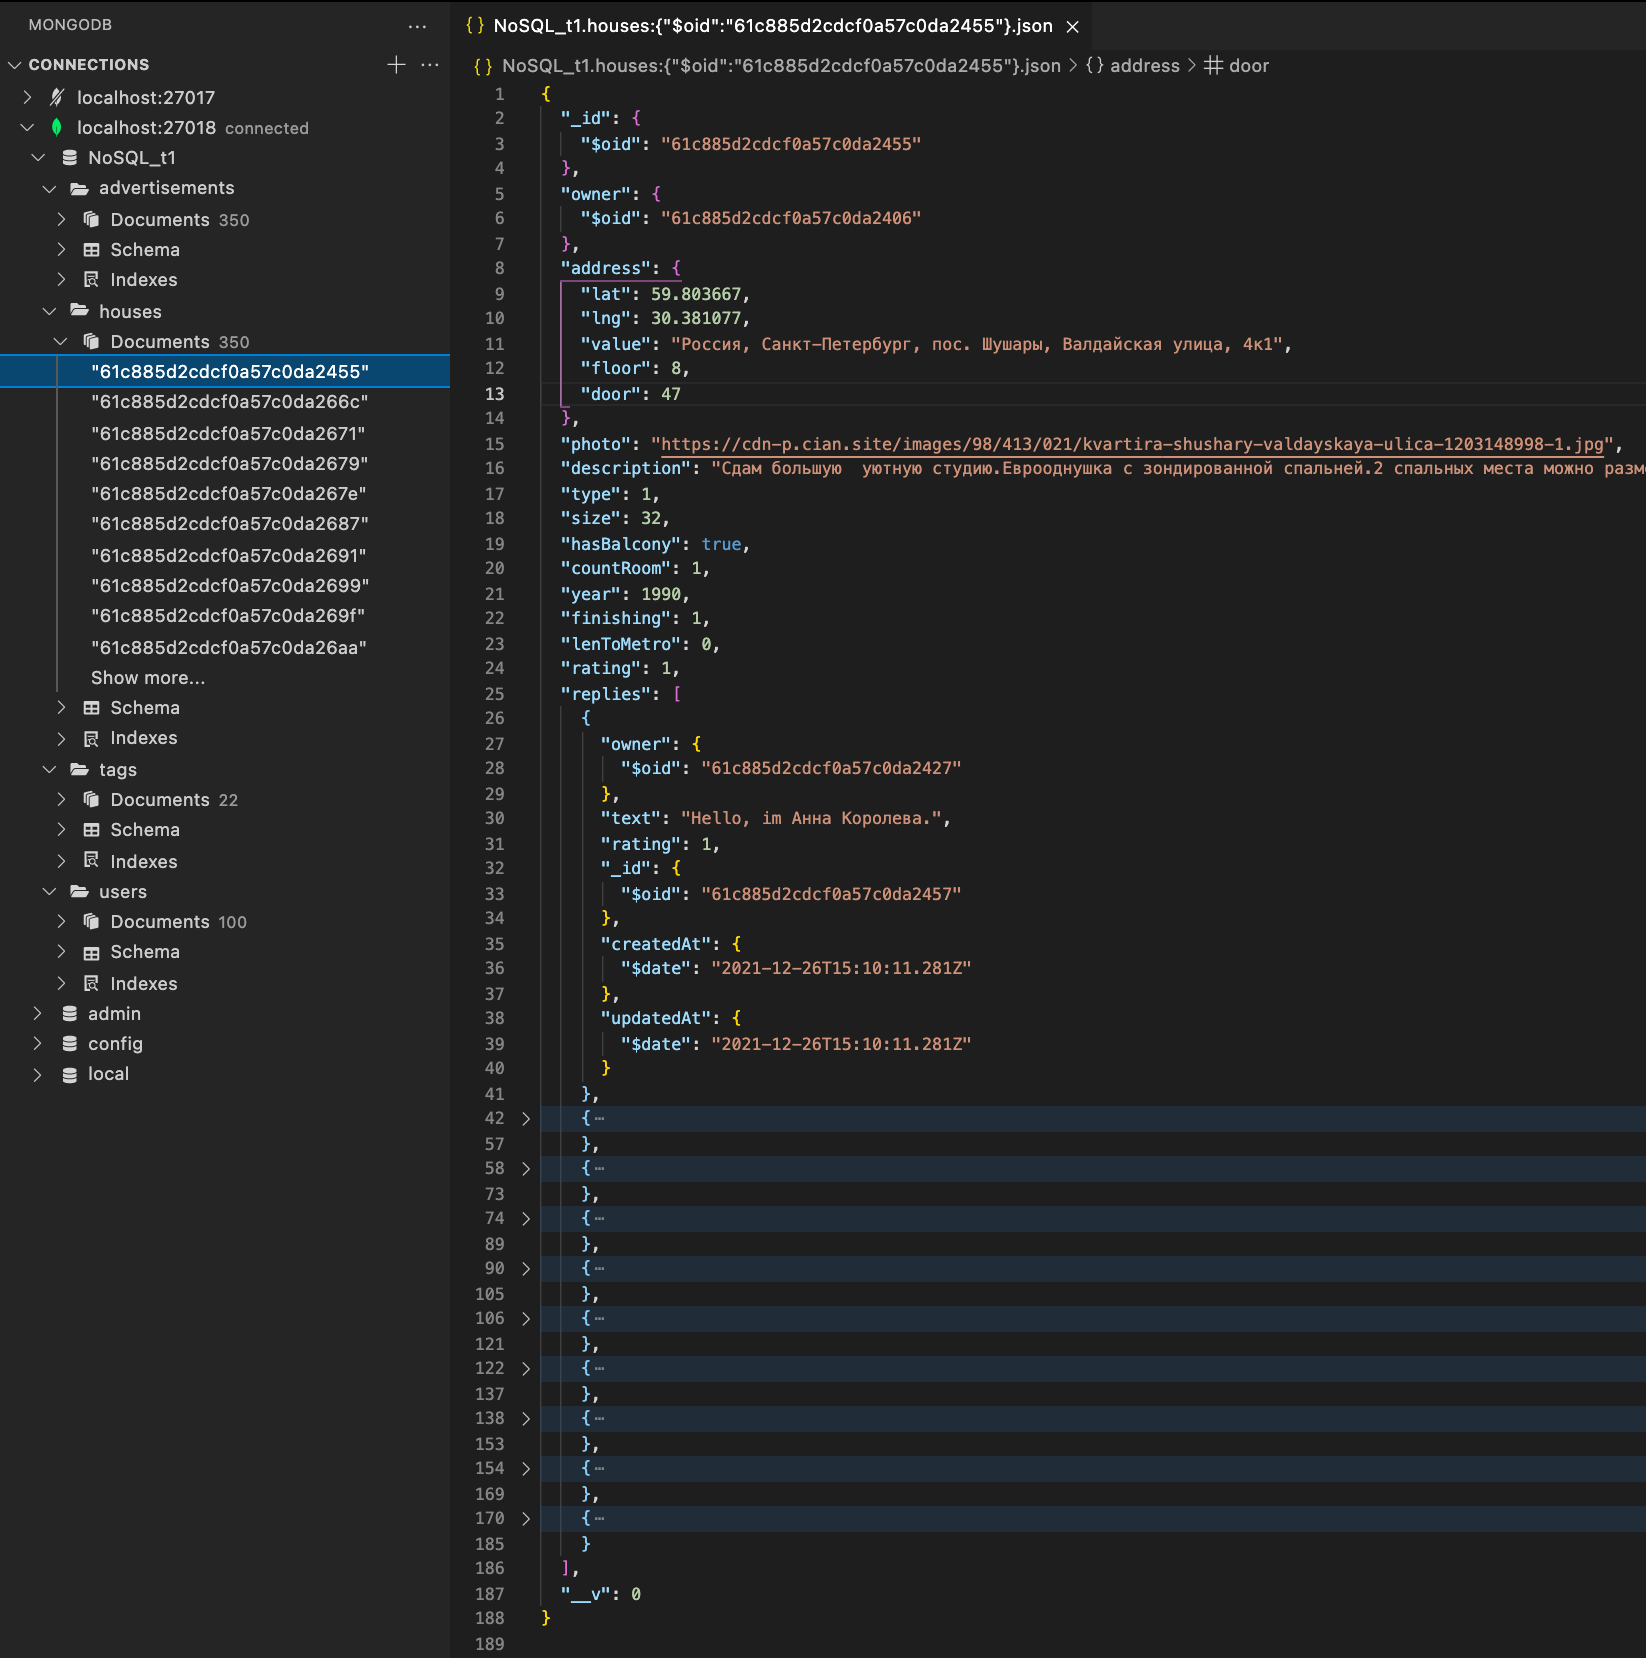 MONGODB
CONNECTIONS
localhost:27017
localhost:27018 connected
NoSQL_t1
advertisements
Documents 350
Schema
Indexes
houses
Documents 350
"61c885d2cdcf0a57c0da2455"
"61c885d2cdcf0a57c0da266c"
"61c885d2cdcf0a57c0da2671"
"61c885d2cdcf0a57c0da2679"
"61c885d2cdcf0a57c0da267e"
"61c885d2cdcf0a57c0da2687"
"61c885d2cdcf0a57c0da2691"
"61c885d2cdcf0a57c0da2699"
"61c885d2cdcf0a57c0da269f"
"61c885d2cdcf0a57c0da26aa"
Show more...
Schema
Indexes
tags
Documents 22
Schema
Indexes
users
Documents 100
Schema
Indexes
admin
config
local
{} NoSQL_t1.houses:{"$oid":"61c885d2cdcf0a57c0da2455"}.json
{} NoSQL_t1.houses:{"$oid":"61c885d2cdcf0a57c0da2455"}.json > {} address > # door
1 {
2 "_id": {
3 "$oid": "61c885d2cdcf0a57c0da2455"
4 },
5 "owner": {
6 "$oid": "61c885d2cdcf0a57c0da2406"
7 },
8 "address": {
9 "lat": 59.803667,
10 "lng": 30.381077,
11 "value": "Россия, Санкт-Петербург, пос. Шушары, Валдайская улица, 4к1",
12 "floor": 8,
13 "door": 47
14 },
15 "photo": "https://cdn-p.cian.site/images/98/413/021/kvartira-shushary-valdayskaya-ulica-1203148998-1.jpg",
16 "description": "Сдам большую  уютную студию.Еврооднушка с зондированной спальней.2 спальных места можно разм
17 "type": 1,
18 "size": 32,
19 "hasBalcony": true,
20 "countRoom": 1,
21 "year": 1990,
22 "finishing": 1,
23 "lenToMetro": 0,
24 "rating": 1,
25 "replies": [
26 {
27 "owner": {
28 "$oid": "61c885d2cdcf0a57c0da2427"
29 },
30 "text": "Hello, im Анна Королева.",
31 "rating": 1,
32 "_id": {
33 "$oid": "61c885d2cdcf0a57c0da2457"
34 },
35 "createdAt": {
36 "$date": "2021-12-26T15:10:11.281Z"
37 },
38 "updatedAt": {
39 "$date": "2021-12-26T15:10:11.281Z"
40 }
41 },
42 > {⋯
57 },
58 > {⋯
73 },
74 > {⋯
89 },
90 > {⋯
105 },
106 > {⋯
121 },
122 > {⋯
137 },
138 > {⋯
153 },
154 > {⋯
169 },
170 > {⋯
185 }
186 ],
187 "__v": 0
188 }
189